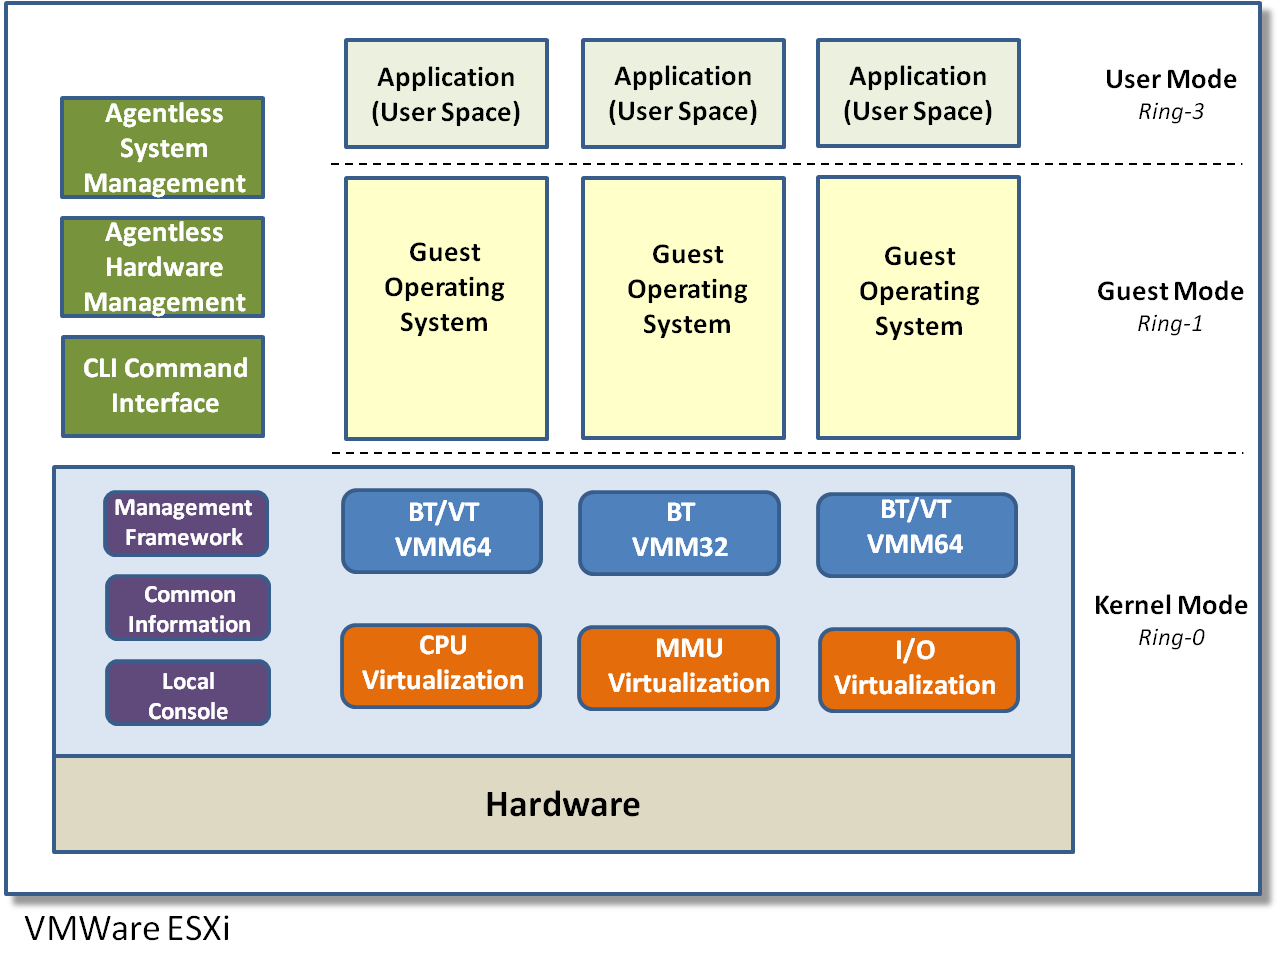 Application
(User Space)
Application
(User Space)
Application
(User Space)
User Mode
Ring-3
Agentless
System
Management
Agentless
Hardware
Management
CLI Command
Interface
Guest
Operating
System
Guest
Operating
System
Guest
Operating
System
Guest Mode
Ring-1
Management
Framework
Common
Information
Local
Console
BT/VT
VMM64
BT
VMM32
BT/VT
VMM64
CPU
Virtualization
MMU
Virtualization
I/O
Virtualization
Kernel Mode
Ring-0
Hardware
VMWare ESXi